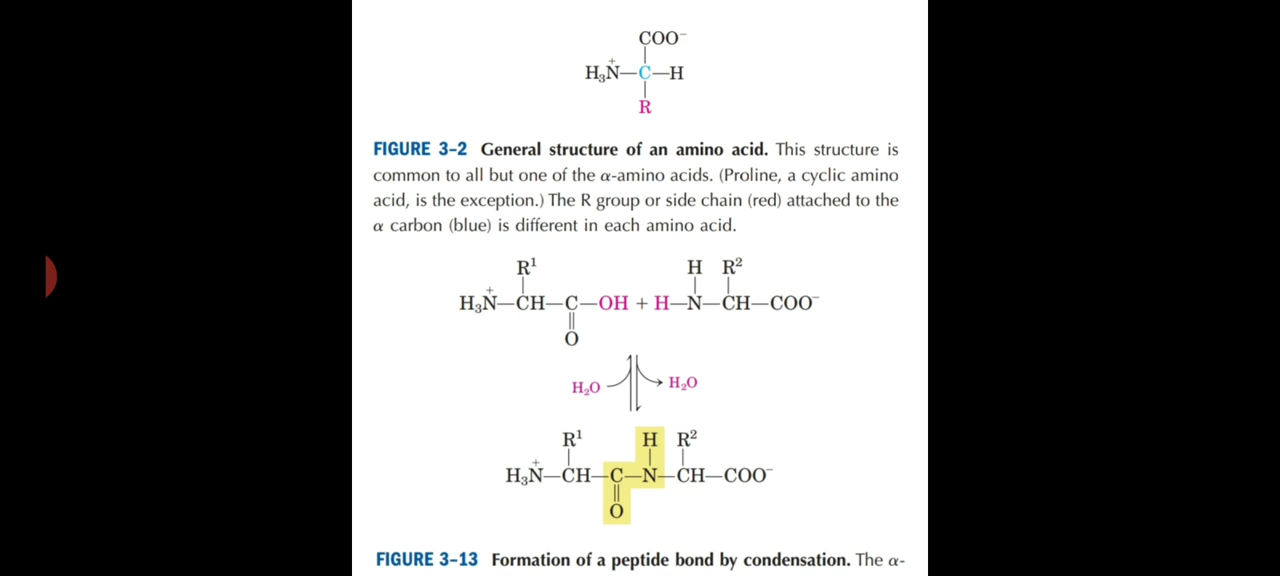 COO⁻
H₃N⁺—C—H
R
FIGURE 3–2 General structure of an amino acid. This structure is
common to all but one of the α-amino acids. (Proline, a cyclic amino
acid, is the exception.) The R group or side chain (red) attached to the
α carbon (blue) is different in each amino acid.
R¹ H R²
H₃N⁺—CH—C—OH + H—N—CH—COO⁻
O
H₂O H₂O
R¹ H R²
H₃N⁺—CH—C—N—CH—COO⁻
O
FIGURE 3–13 Formation of a peptide bond by condensation. The α-